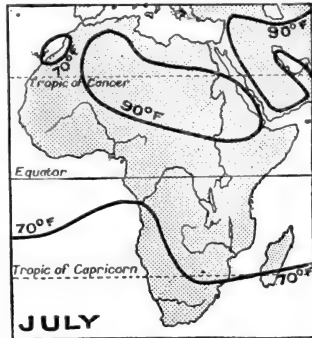 90°F
70°F
Tropic of Cancer
90°F
Equator
70°F
Tropic of Capricorn
70°F
JULY